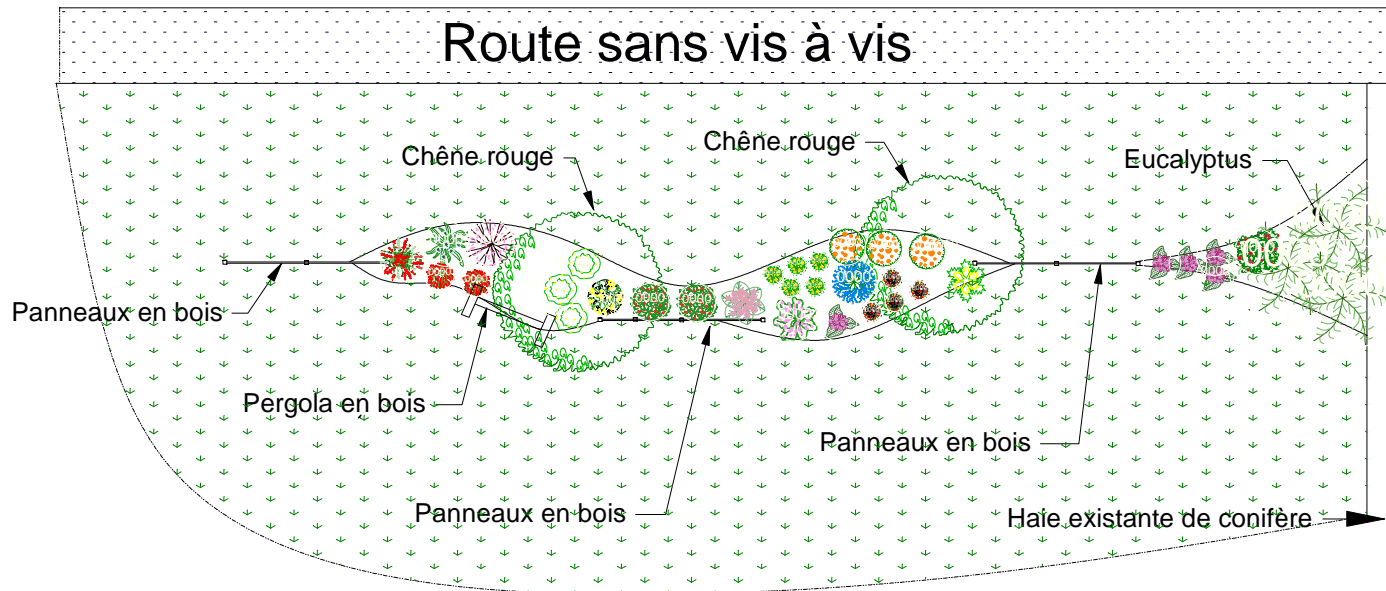 Route sans vis à vis
Chêne rouge
Chêne rouge
Eucalyptus
Panneaux en bois
Pergola en bois
Panneaux en bois
Panneaux en bois
Haie existante de conifère